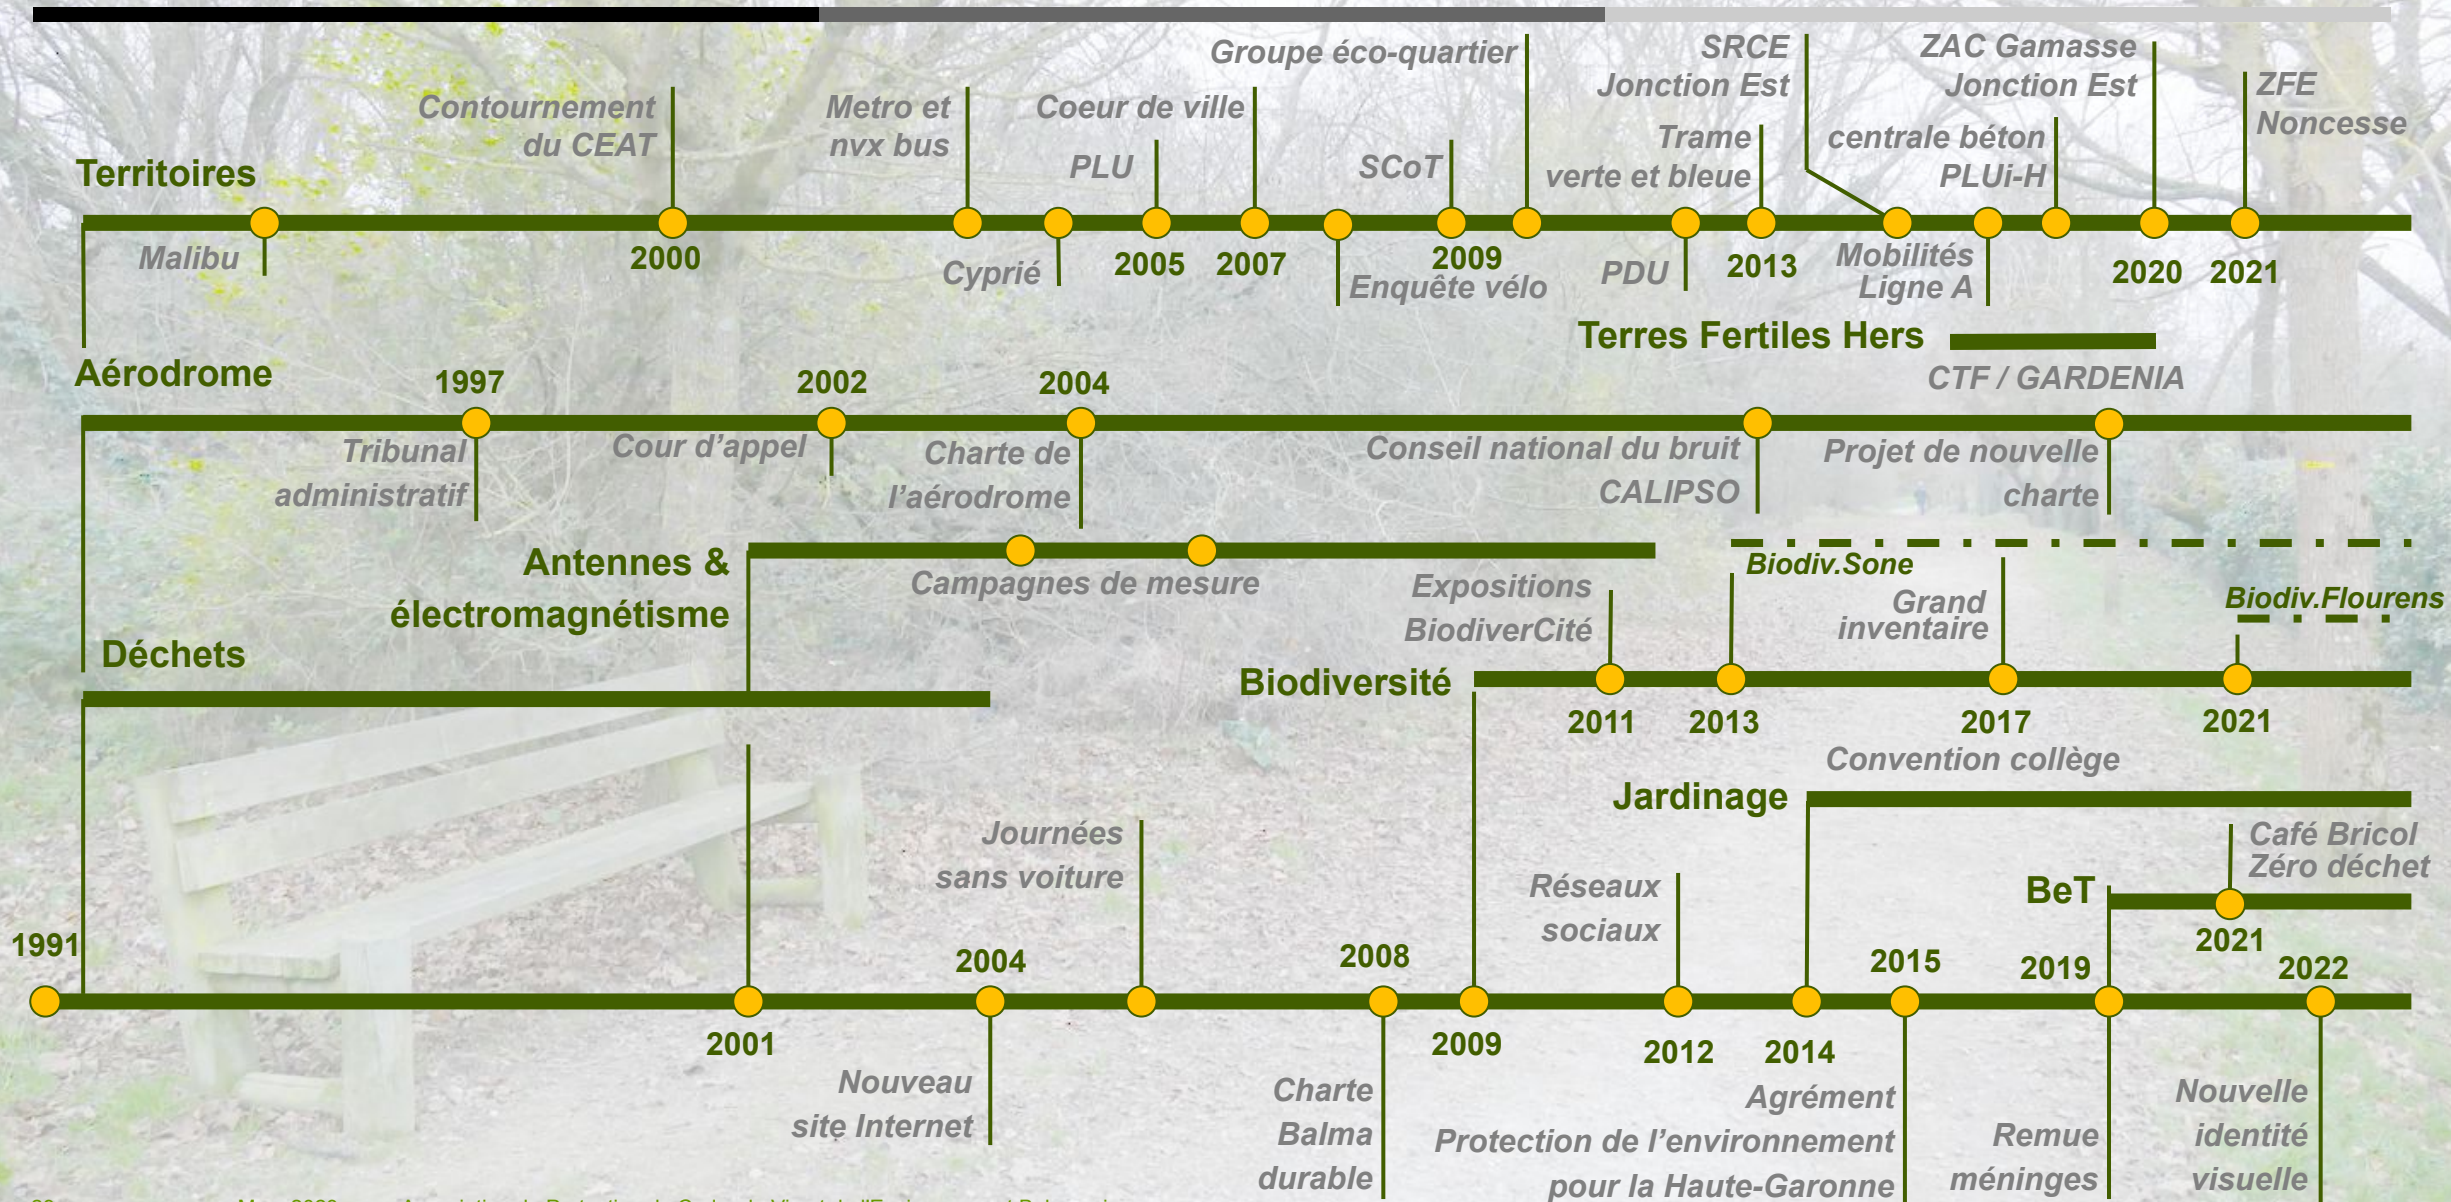 Groupe éco-quartier
SRCE
Jonction Est
ZAC Gamasse
Jonction Est
ZFE
Noncesse
Contournement
du CEAT
Metro et
nvx bus
Coeur de ville
PLU
SCoT
Trame
verte et bleue
centrale béton
PLUi-H
Territoires
Malibu
2000
Cyprié
2005
2007
2009
Enquête vélo
PDU
2013
Mobilités
Ligne A
2020
2021
Terres Fertiles Hers
CTF / GARDENIA
Aérodrome
1997
2002
2004
Tribunal
administratif
Cour d’appel
Charte de
l’aérodrome
Conseil national du bruit
CALIPSO
Projet de nouvelle
charte
Antennes &
électromagnétisme
Campagnes de mesure
Expositions
BiodiverCité
Biodiv.Sone
Grand
inventaire
Biodiv.Flourens
Déchets
Biodiversité
2011
2013
2017
2021
Convention collège
Jardinage
Journées
sans voiture
Réseaux
sociaux
Café Bricol
Zéro déchet
BeT
2021
1991
2004
2008
2015
2019
2022
2001
2009
2012
2014
Nouveau
site Internet
Charte
Balma
durable
Agrément
Protection de l’environnement
pour la Haute-Garonne
Remue
méninges
Nouvelle
identité
visuelle